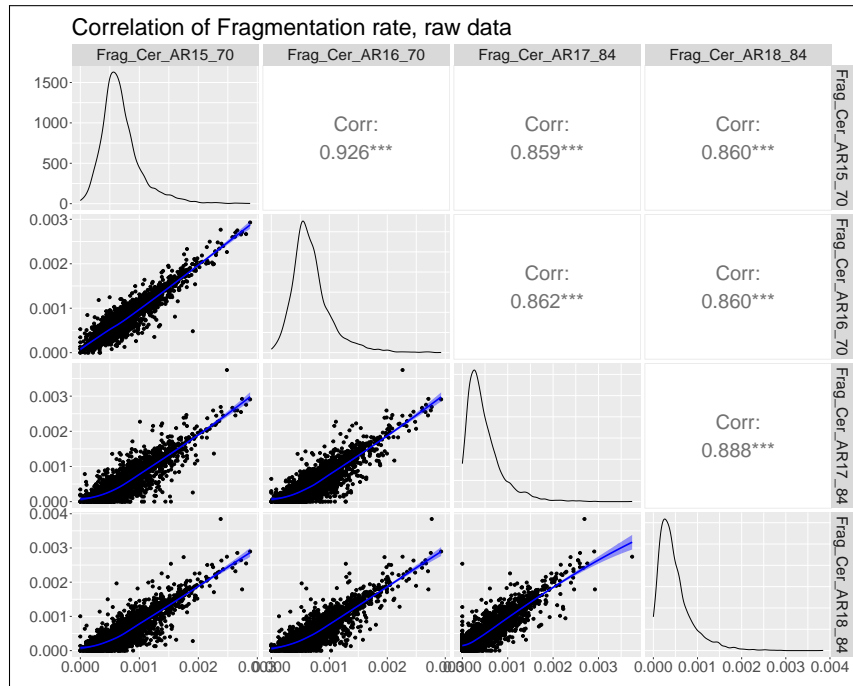 Correlation of Fragmentation rate, raw data
Frag_Cer_AR15_70 Frag_Cer_AR16_70 Frag_Cer_AR17_84 Frag_Cer_AR18_84
1500
1000
500
0
Corr:
0.926***
Corr:
0.859***
Corr:
0.860***
Frag_Cer_AR15_70
0.003
0.002
0.001
0.000
Corr:
0.862***
Corr:
0.860***
Frag_Cer_AR16_70
0.003
0.002
0.001
0.000
Corr:
0.888***
Frag_Cer_AR17_84
0.004
0.003
0.002
0.001
0.000
Frag_Cer_AR18_84
0.000 0.001 0.002 0.003
0.000 0.001 0.002 0.003
0.000 0.001 0.002 0.003
0.000 0.001 0.002 0.003 0.004